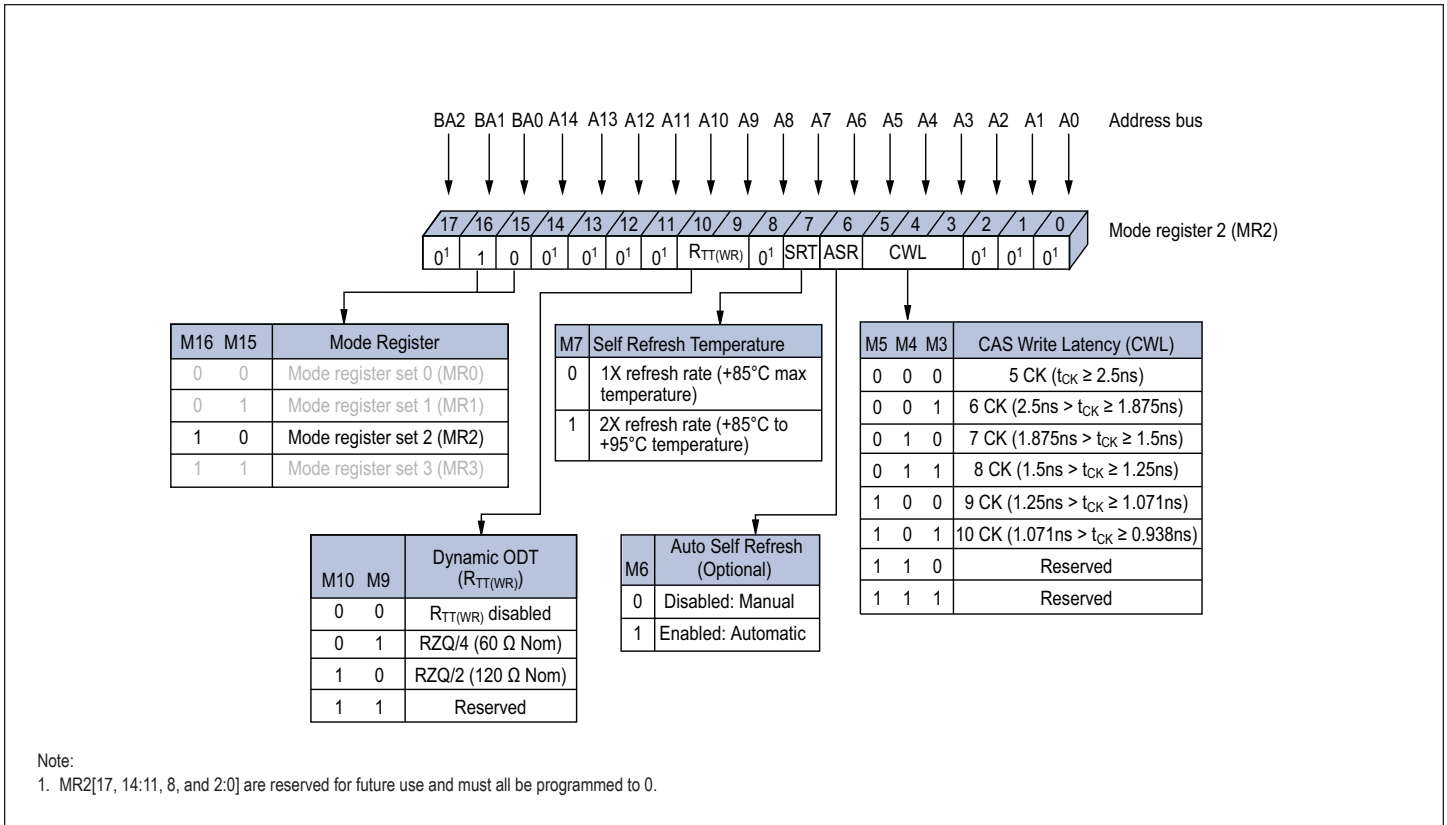 BA2 BA1 BA0 A14 A13 A12 A11 A10 A9 A8 A7 A6 A5 A4 A3 A2 A1 A0 Address bus
17 16 15 14 13 12 11 10 9 8 7 6 5 4 3 2 1 0
Mode register 2 (MR2)
0¹ 1 0 0¹ 0¹ 0¹ 0¹ RTT(WR) 0¹ SRT ASR CWL 0¹ 0¹ 0¹
M16 M15 Mode Register
0 0 Mode register set 0 (MR0)
0 1 Mode register set 1 (MR1)
1 0 Mode register set 2 (MR2)
1 1 Mode register set 3 (MR3)
M7 Self Refresh Temperature
0 1X refresh rate (+85°C max
temperature)
1 2X refresh rate (+85°C to
+95°C temperature)
M5 M4 M3 CAS Write Latency (CWL)
0 0 0 5 CK (tCK ≥ 2.5ns)
0 0 1 6 CK (2.5ns > tCK ≥ 1.875ns)
0 1 0 7 CK (1.875ns > tCK ≥ 1.5ns)
0 1 1 8 CK (1.5ns > tCK ≥ 1.25ns)
1 0 0 9 CK (1.25ns > tCK ≥ 1.071ns)
1 0 1 10 CK (1.071ns > tCK ≥ 0.938ns)
1 1 0 Reserved
1 1 1 Reserved
M10 M9 Dynamic ODT
(RTT(WR))
0 0 RTT(WR) disabled
0 1 RZQ/4 (60 Ω Nom)
1 0 RZQ/2 (120 Ω Nom)
1 1 Reserved
M6 Auto Self Refresh
(Optional)
0 Disabled: Manual
1 Enabled: Automatic
Note:
1. MR2[17, 14:11, 8, and 2:0] are reserved for future use and must all be programmed to 0.